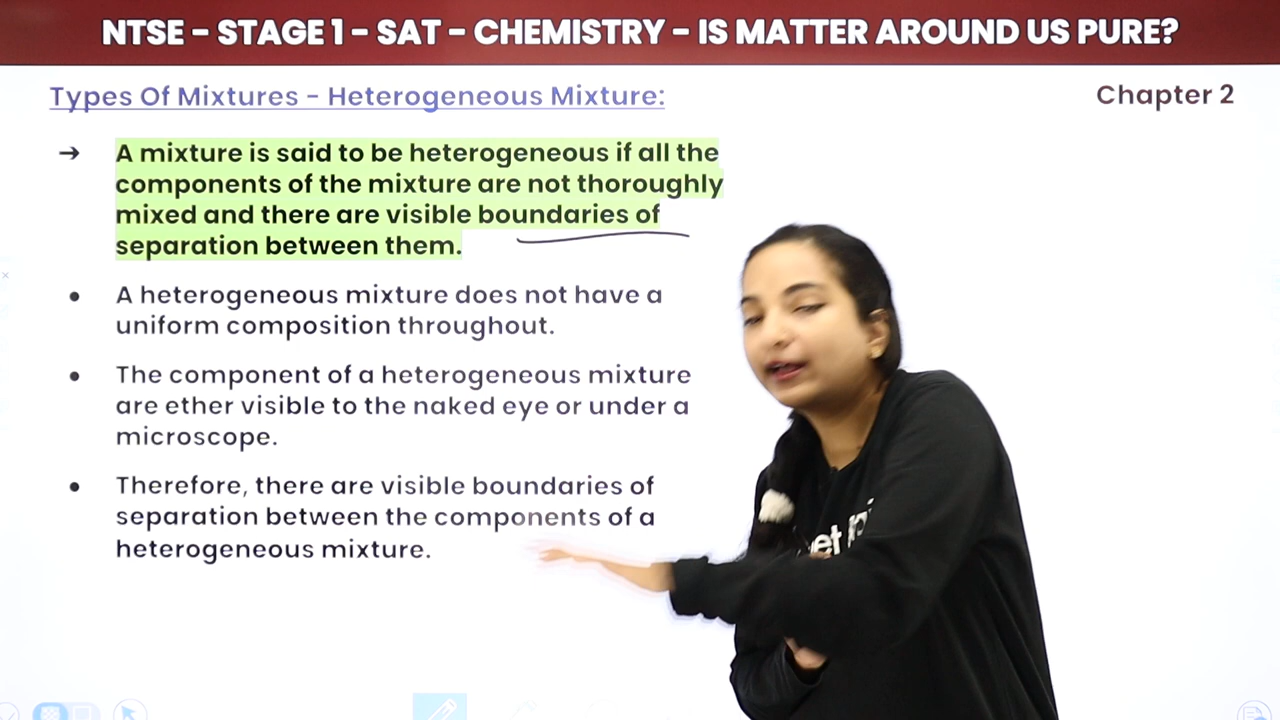 NTSE – STAGE 1 – SAT – CHEMISTRY – IS MATTER AROUND US PURE?
Types Of Mixtures – Heterogeneous Mixture:
Chapter 2
→ A mixture is said to be heterogeneous if all the
components of the mixture are not thoroughly
mixed and there are visible boundaries of
separation between them.
• A heterogeneous mixture does not have a
uniform composition throughout.
• The component of a heterogeneous mixture
are ether visible to the naked eye or under a
microscope.
• Therefore, there are visible boundaries of
separation between the components of a
heterogeneous mixture.